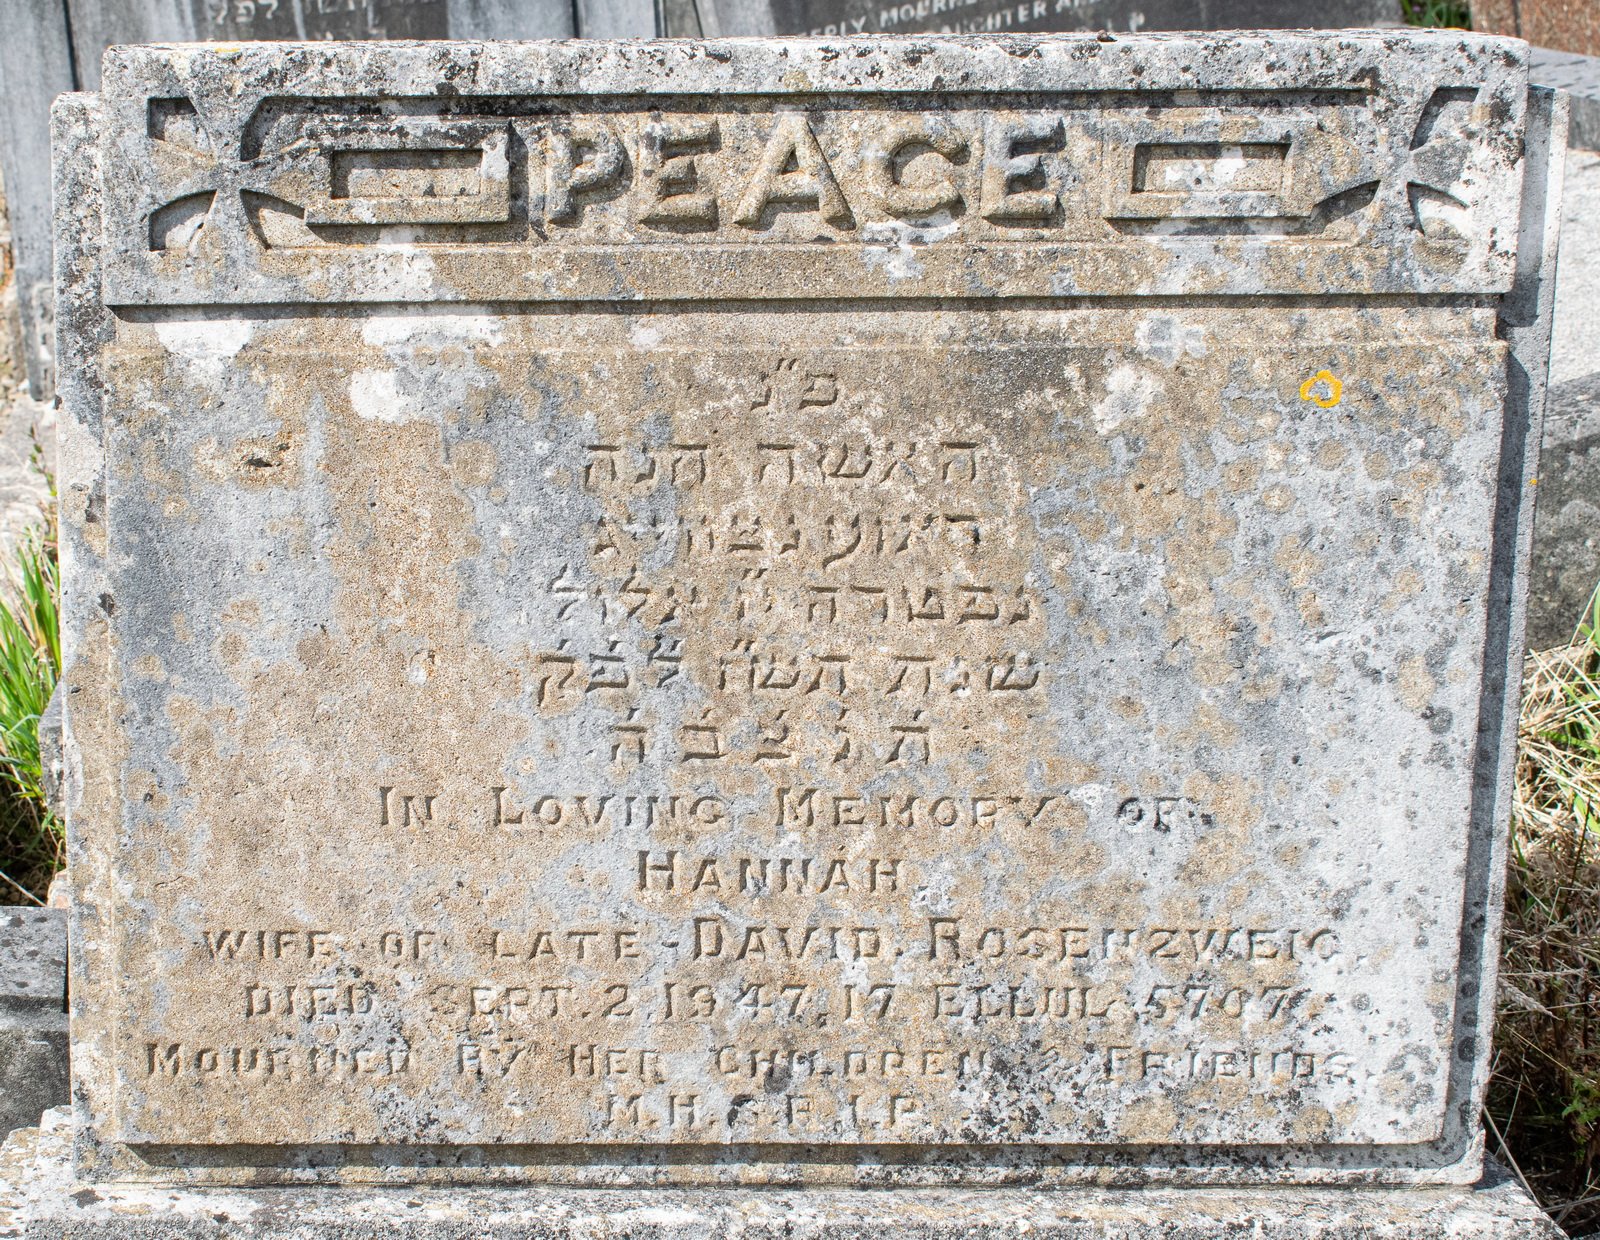 PEACE
פ״נ
האשה חנה
ראזענצווייג
נפטרה י״ז אלול
שנת תש״ז לפ״ק
ת נ צ ב ה
IN LOVING MEMORY OF
HANNAH
WIFE OF LATE DAVID ROSENZWEIG
DIED SEPT. 2, 1947, 17 ELLUL 5707.
MOURNED BY HER CHILDREN & FRIENDS.
M.H.S.R.I.P.